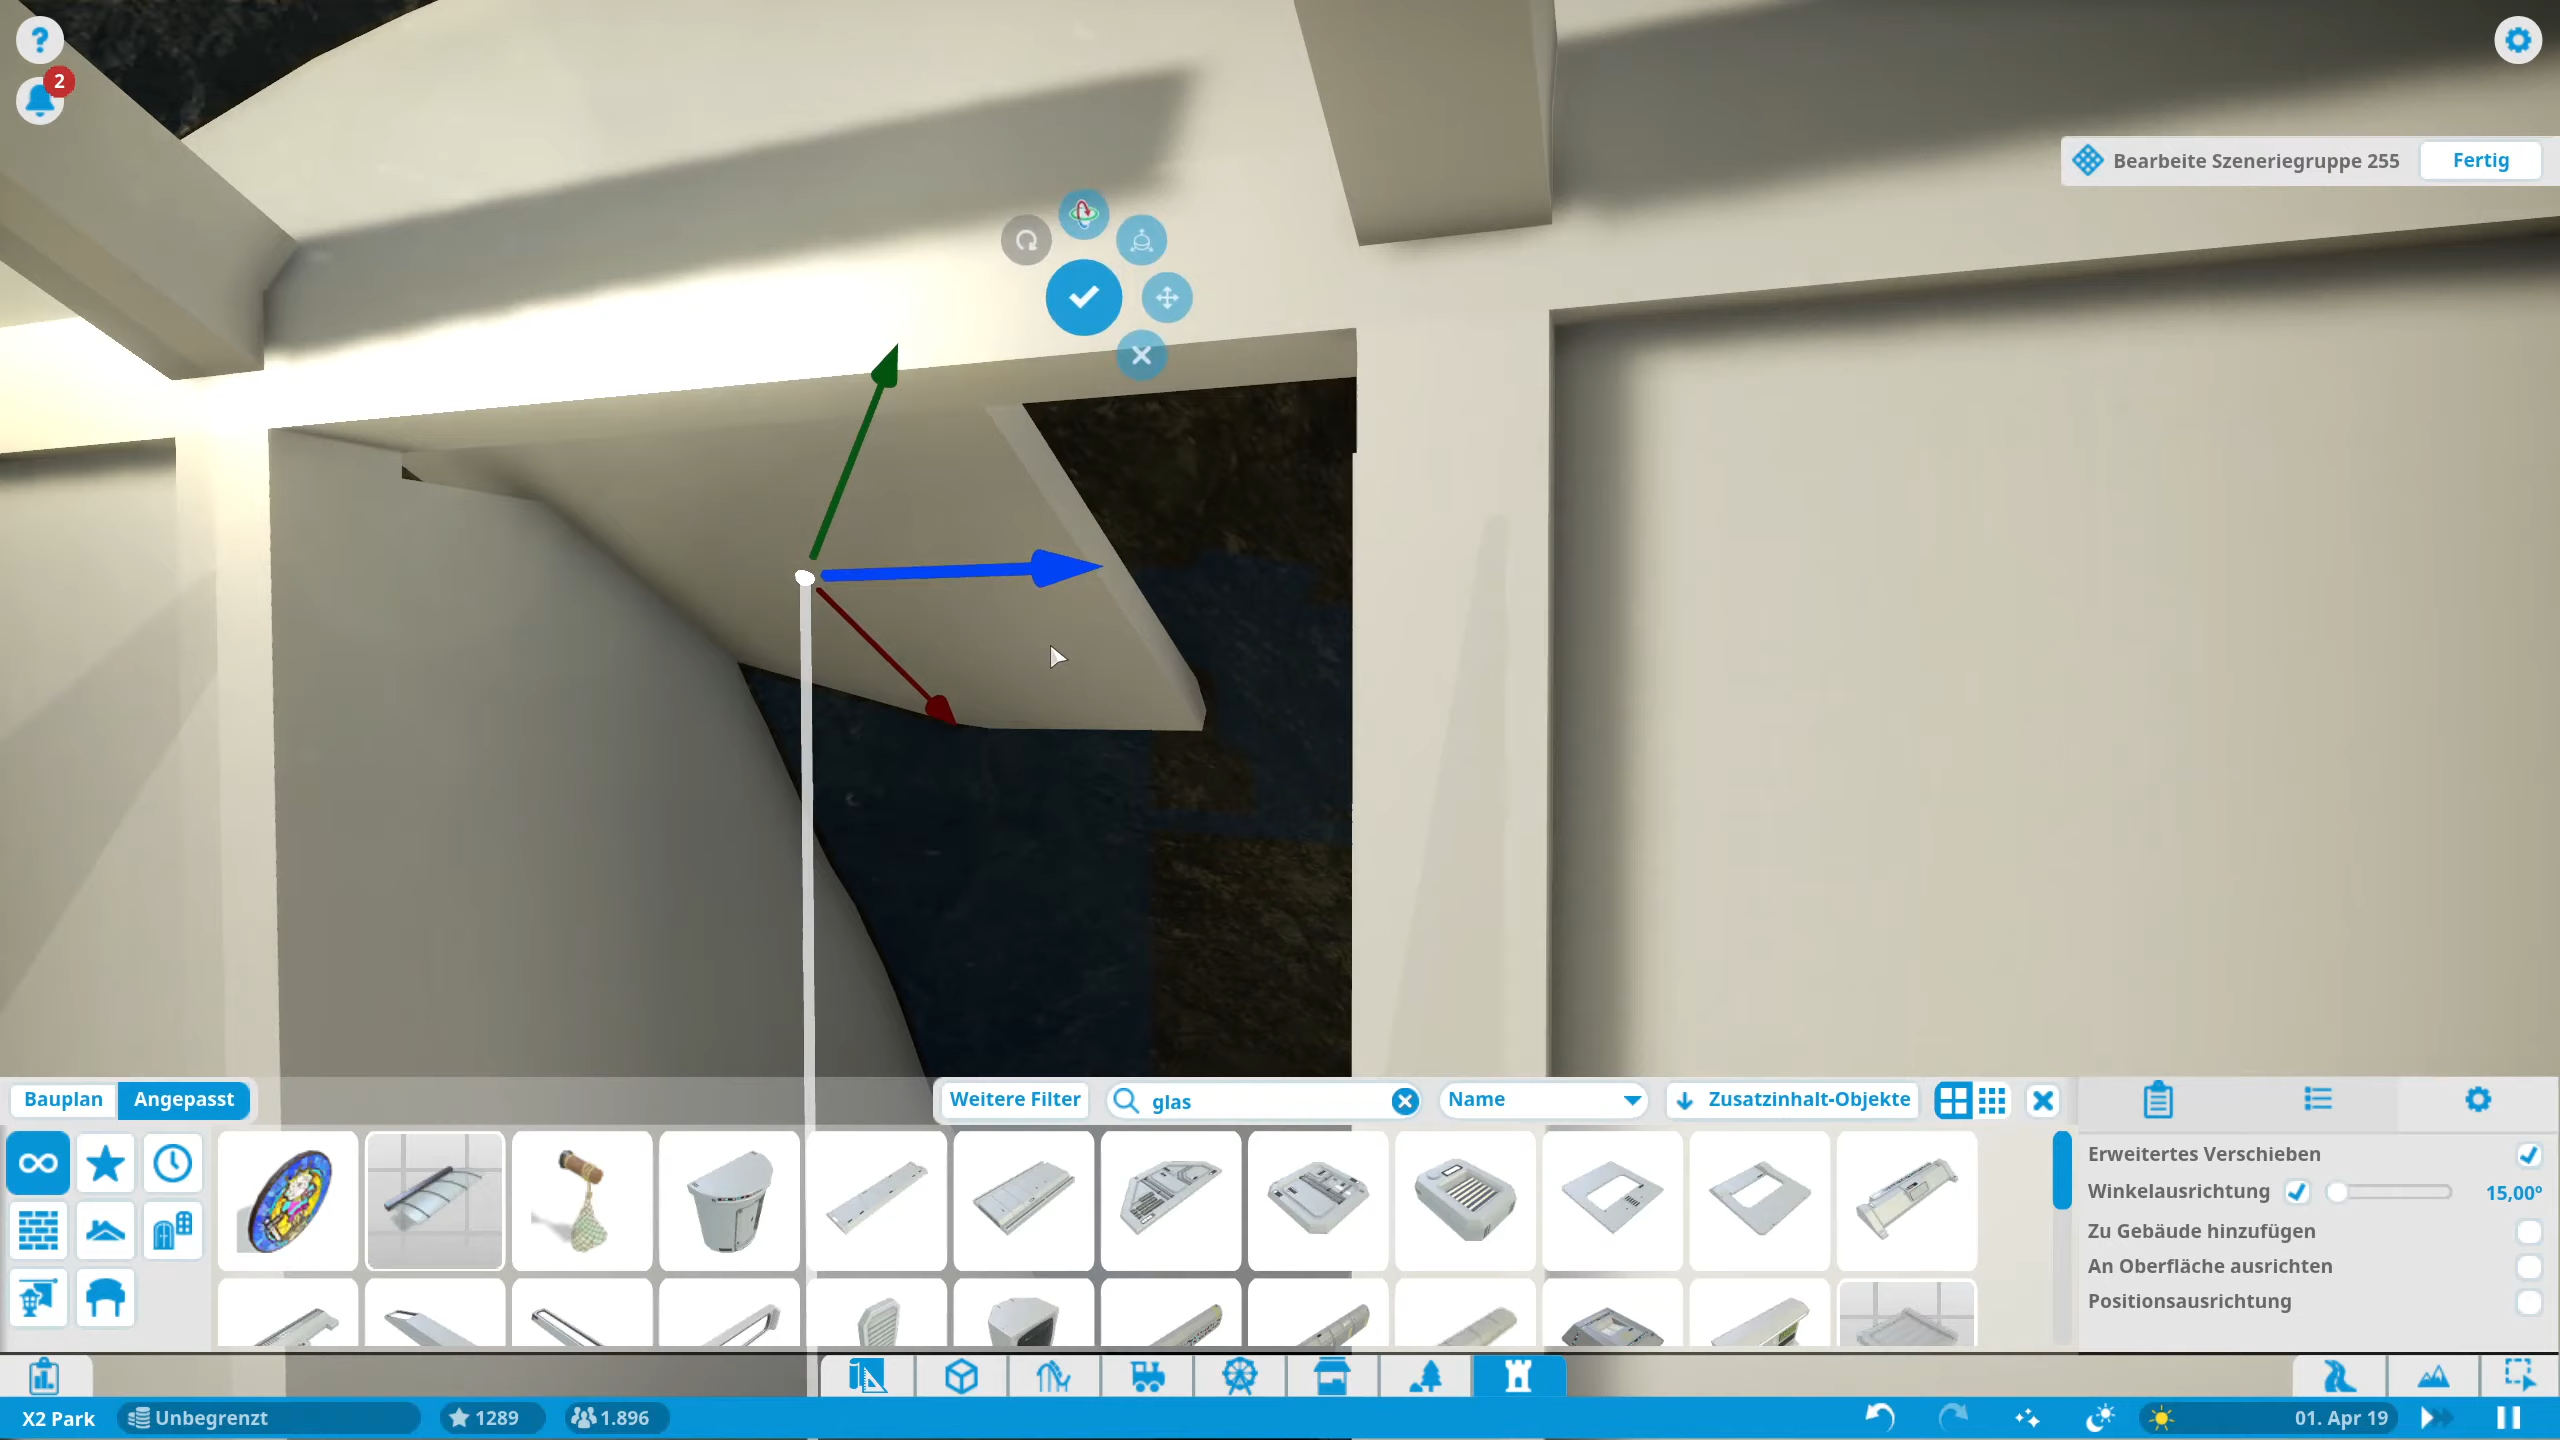 ?
2
Bearbeite Szeneriegruppe 255
Fertig
Bauplan
Angepasst
Weitere Filter
glas
Name
Zusatzinhalt-Objekte
Erweitertes Verschieben
Winkelausrichtung
15,00°
Zu Gebäude hinzufügen
An Oberfläche ausrichten
Positionsausrichtung
X2 Park
Unbegrenzt
1289
1.896
01. Apr 19